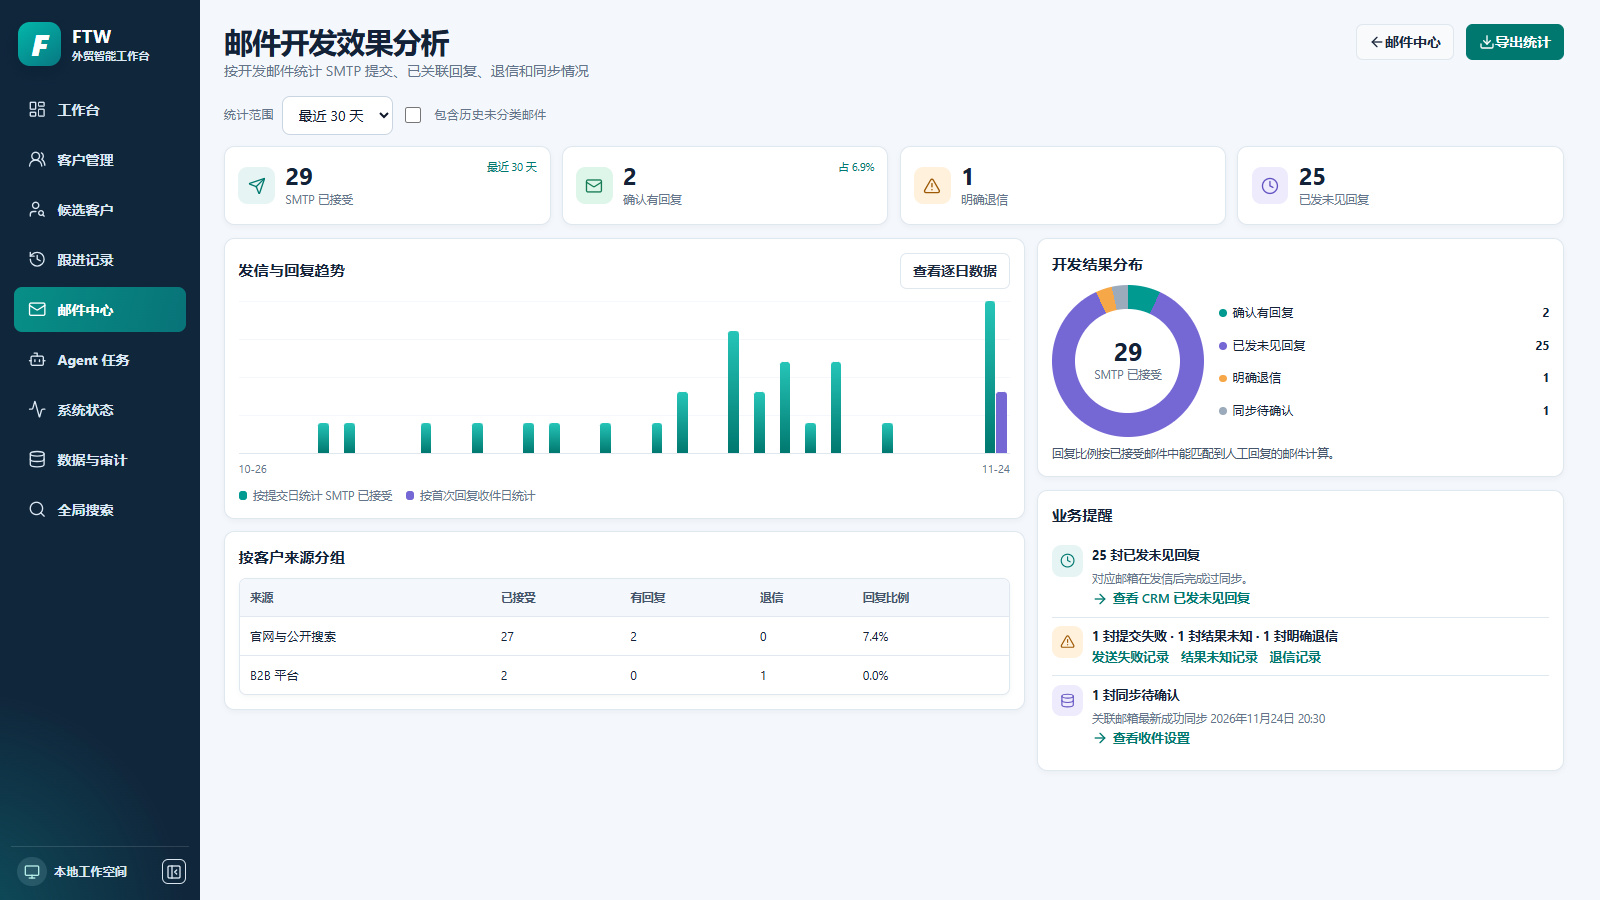 FTW
外贸智能工作台
工作台
客户管理
候选客户
跟进记录
邮件中心
Agent 任务
系统状态
数据与审计
全局搜索
本地工作空间
邮件开发效果分析
按开发邮件统计 SMTP 提交、已关联回复、退信和同步情况
邮件中心
导出统计
统计范围
最近 30 天
包含历史未分类邮件
29
SMTP 已接受
最近 30 天
2
确认有回复
占 6.9%
1
明确退信
25
已发未见回复
发信与回复趋势
查看逐日数据
10-26
11-24
按提交日统计 SMTP 已接受
按首次回复收件日统计
按客户来源分组
来源 已接受 有回复 退信 回复比例
官网与公开搜索 27 2 0 7.4%
B2B 平台 2 0 1 0.0%
开发结果分布
29
SMTP 已接受
确认有回复 2
已发未见回复 25
明确退信 1
同步待确认 1
回复比例按已接受邮件中能匹配到人工回复的邮件计算。
业务提醒
25 封已发未见回复
对应邮箱在发信后完成过同步。
查看 CRM 已发未见回复
1 封提交失败 · 1 封结果未知 · 1 封明确退信
发送失败记录 结果未知记录 退信记录
1 封同步待确认
关联邮箱最新成功同步 2026年11月24日 20:30
查看收件设置